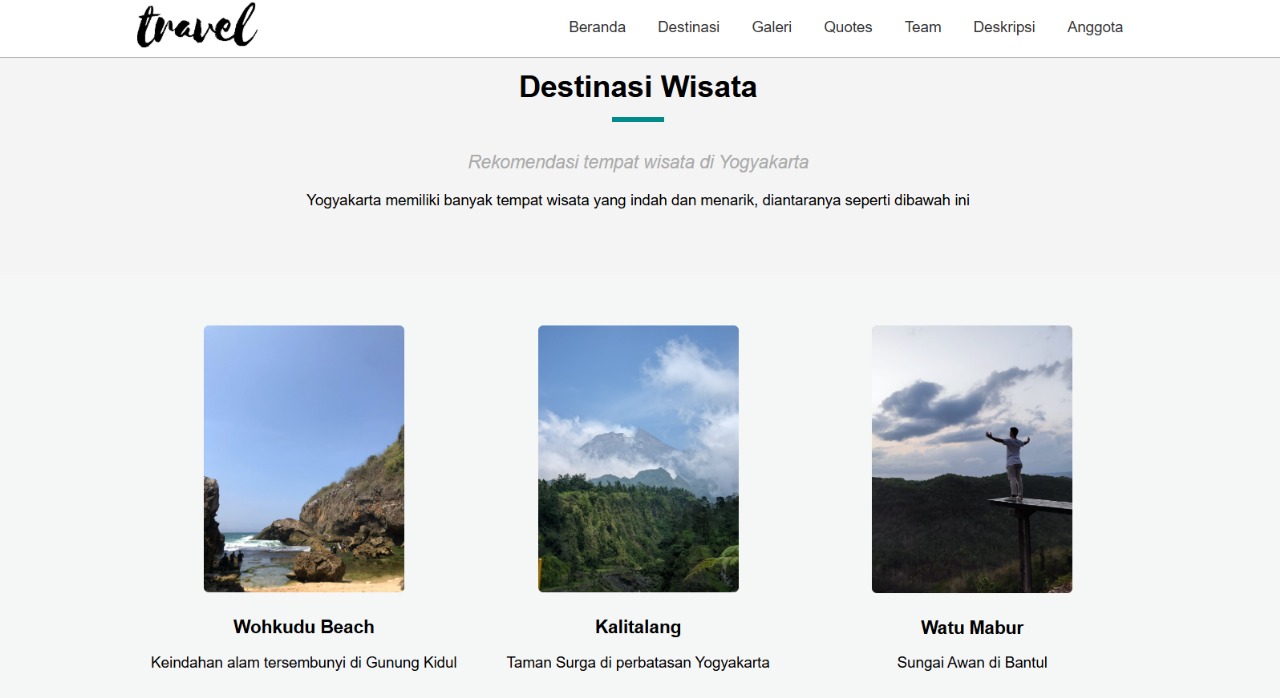 travel
Beranda Destinasi Galeri Quotes Team Deskripsi Anggota
Destinasi Wisata
Rekomendasi tempat wisata di Yogyakarta
Yogyakarta memiliki banyak tempat wisata yang indah dan menarik, diantaranya seperti dibawah ini
Wohkudu Beach
Keindahan alam tersembunyi di Gunung Kidul
Kalitalang
Taman Surga di perbatasan Yogyakarta
Watu Mabur
Sungai Awan di Bantul